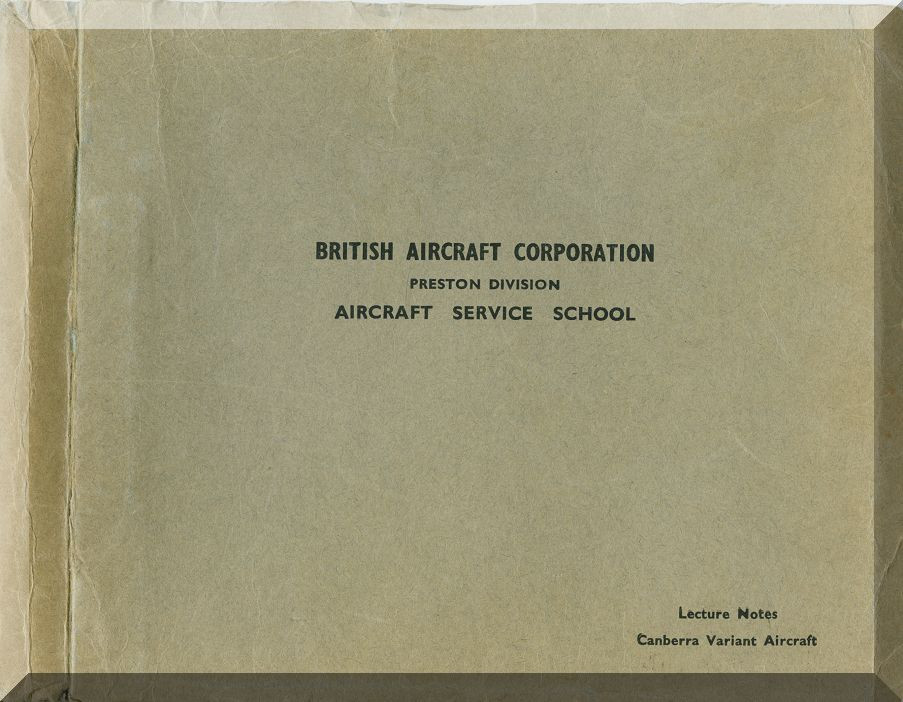 BRITISH AIRCRAFT CORPORATION
PRESTON DIVISION
AIRCRAFT SERVICE SCHOOL
Lecture Notes
Canberra Variant Aircraft